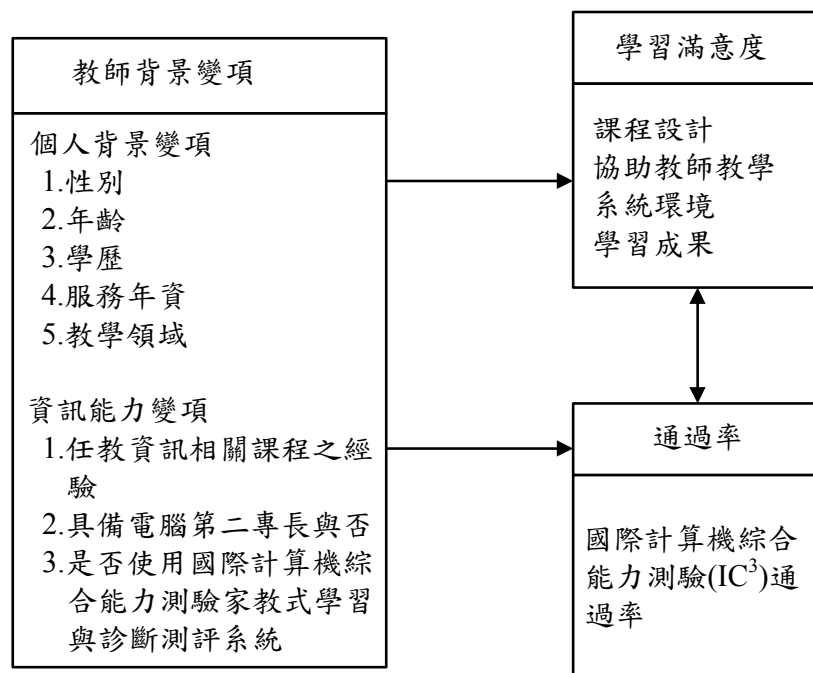 教師背景變項
個人背景變項
1.性別
2.年齡
3.學歷
4.服務年資
5.教學領域
資訊能力變項
1.任教資訊相關課程之經
驗
2.具備電腦第二專長與否
3.是否使用國際計算機綜
合能力測驗家教式學習
與診斷測評系統
學習滿意度
課程設計
協助教師教學
系統環境
學習成果
通過率
國際計算機綜合
能力測驗(IC³)通
過率